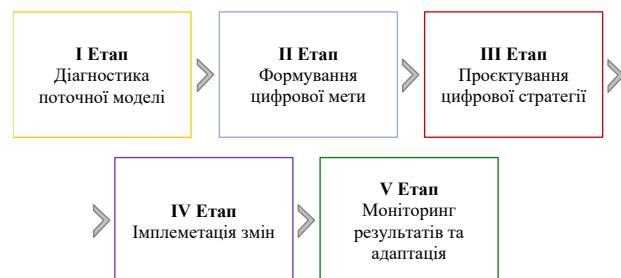 I Етап
Діагностика
поточної моделі
II Етап
Формування
цифрової мети
III Етап
Проєктування
цифрової стратегії
IV Етап
Імплеметація змін
V Етап
Моніторинг
результатів та
адаптація